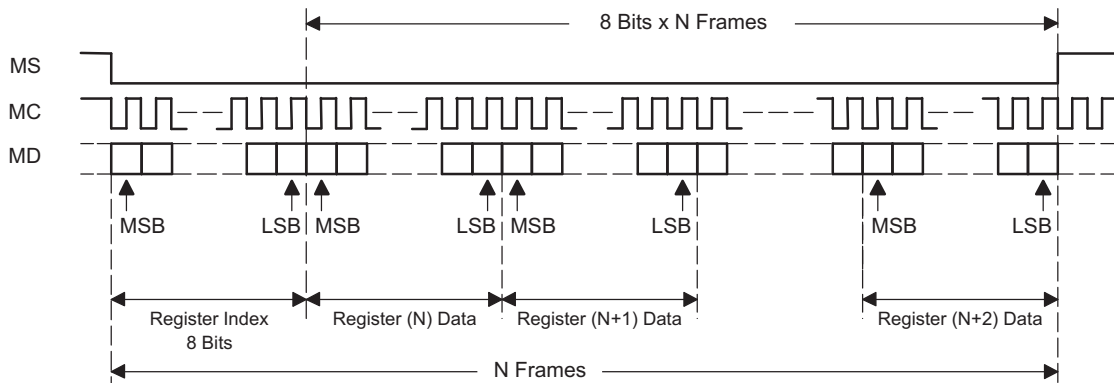 8 Bits x N Frames
MS
MC
MD
MSB LSB MSB LSB MSB LSB MSB LSB
Register Index
8 Bits
Register (N) Data
Register (N+1) Data
Register (N+2) Data
N Frames